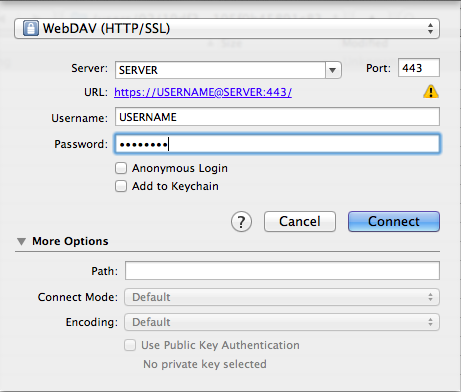 WebDAV (HTTP/SSL)
Server: SERVER Port: 443
URL: https://USERNAME@SERVER:443/
Username: USERNAME
Password: ••••••••
Anonymous Login
Add to Keychain
? Cancel Connect
More Options
Path:
Connect Mode: Default
Encoding: Default
Use Public Key Authentication
No private key selected